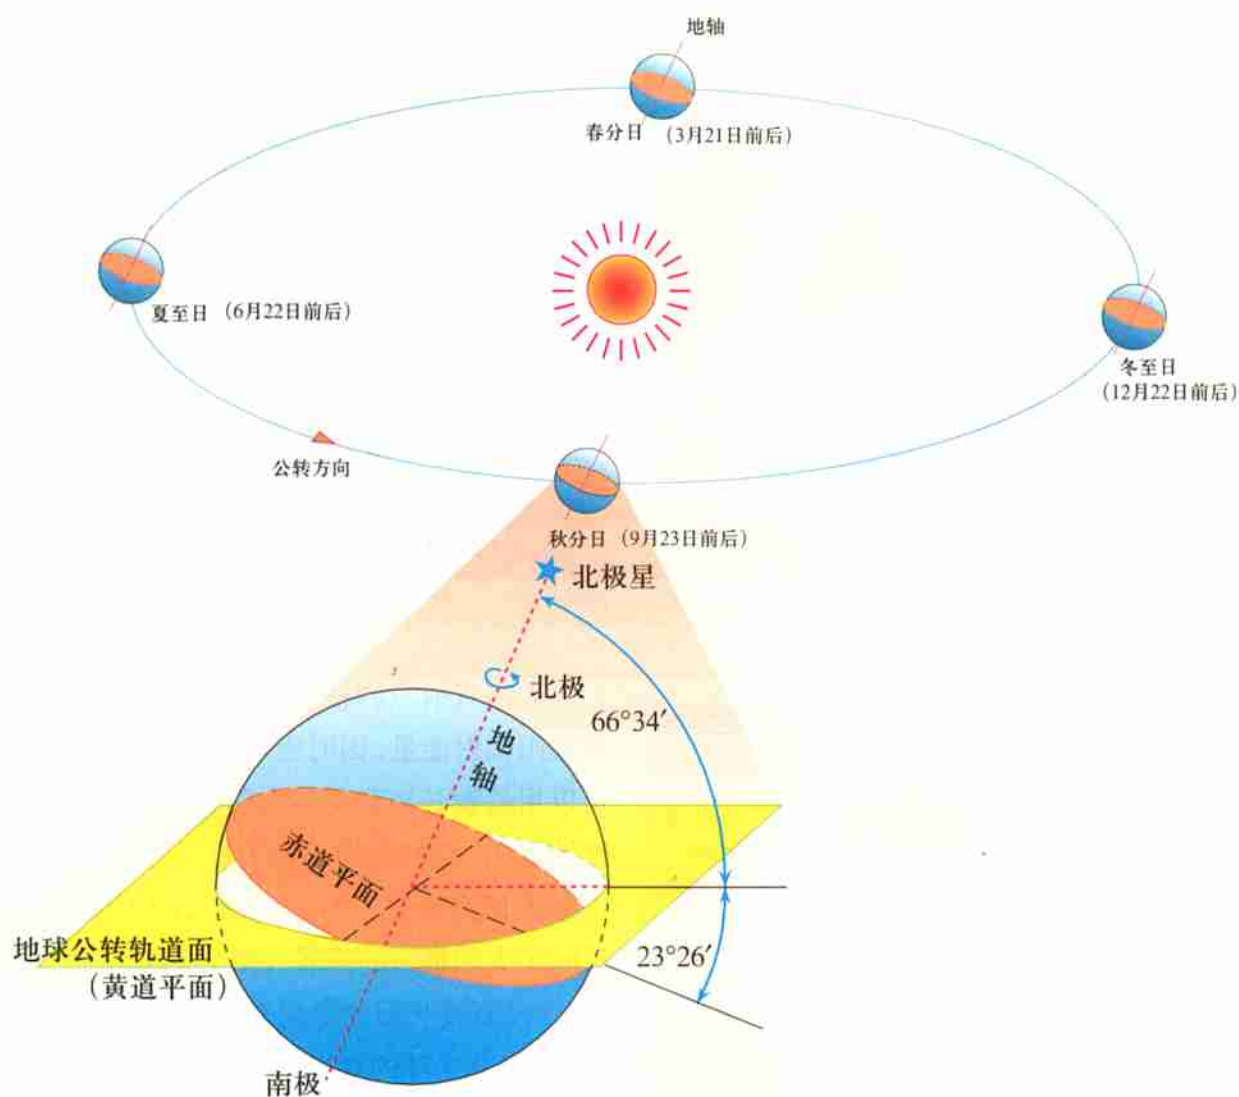 地轴
春分日 (3月21日前后)
夏至日 (6月22日前后)
冬至日
(12月22日前后)
公转方向
秋分日 (9月23日前后)
北极星
北极
66°34′
地
轴
赤道平面
地球公转轨道面
(黄道平面)
23°26′
南极